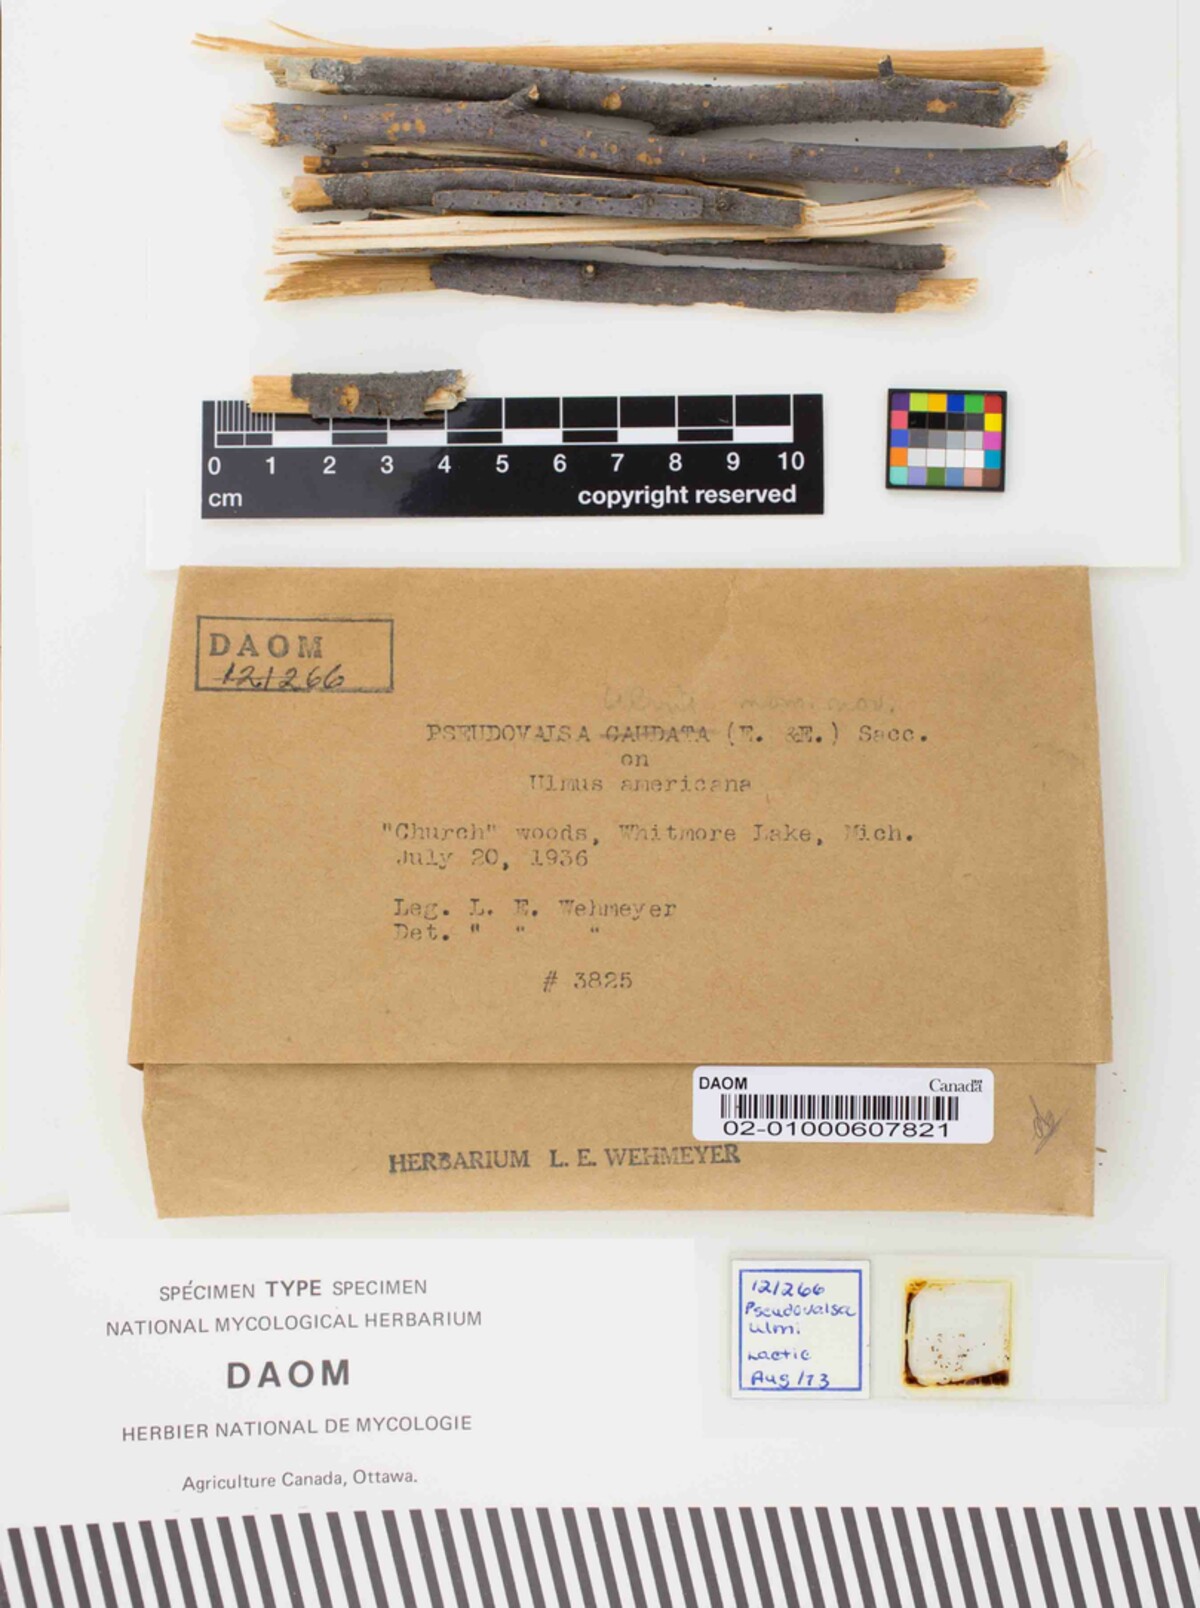 0 1 2 3 4 5 6 7 8 9 10
cm
copyright reserved
DAOM
121266
nom. nov.
PSEUDOVALSA CAUDATA (E. &E.) Sacc.
on
Ulmus americana
"Church" woods, Whitmore Lake, Mich.
July 20, 1936
Leg. L. E. Wehmeyer
Det. " " "
# 3825
DAOM
Canada
02-01000607821
HERBARIUM L. E. WEHMEYER
SPÉCIMEN TYPE SPECIMEN
NATIONAL MYCOLOGICAL HERBARIUM
DAOM
HERBIER NATIONAL DE MYCOLOGIE
Agriculture Canada, Ottawa.
121266
Pseudovalsa
ulmi
Lactic
Aug/73